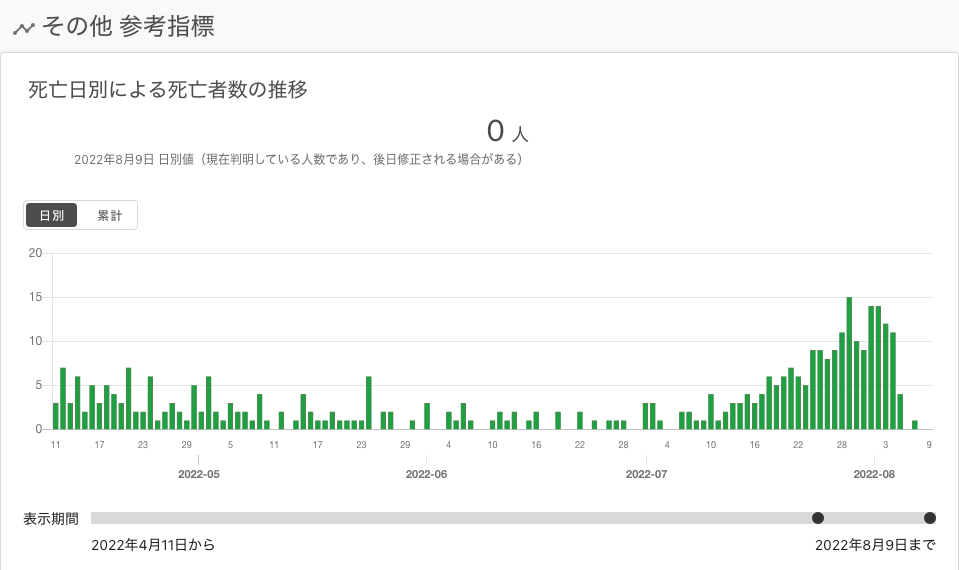 その他 参考指標
死亡日別による死亡者数の推移
0 人
2022年8月9日 日別値（現在判明している人数であり、後日修正される場合がある）
日別 累計
20
15
10
5
0
11 17 23 29 5 11 17 23 29 4 10 16 22 28 4 10 16 22 28 3 9
2022-05 2022-06 2022-07 2022-08
表示期間
2022年4月11日から 2022年8月9日まで